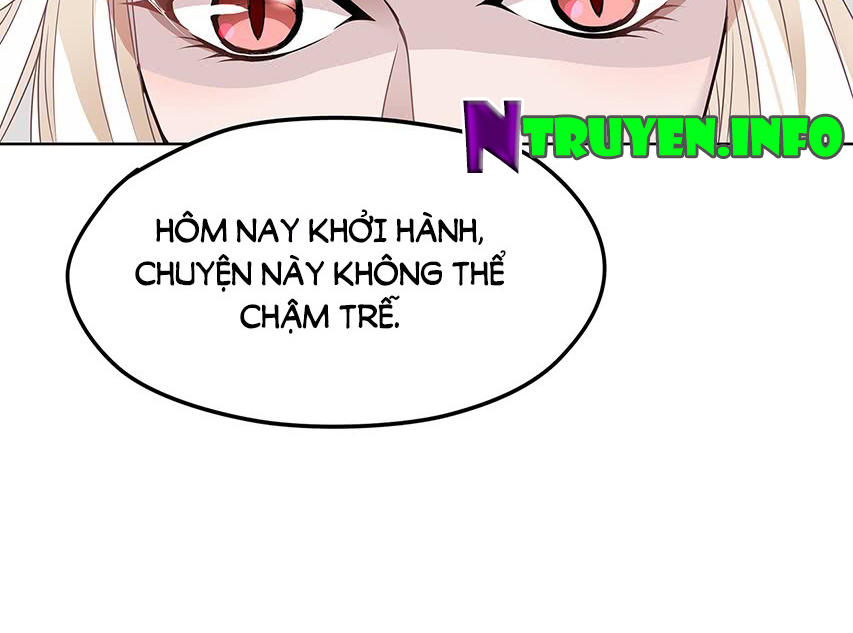 NTRUYEN.INFO
HÔM NAY KHỞI HÀNH,
CHUYỆN NÀY KHÔNG THỂ
CHẬM TRỄ.